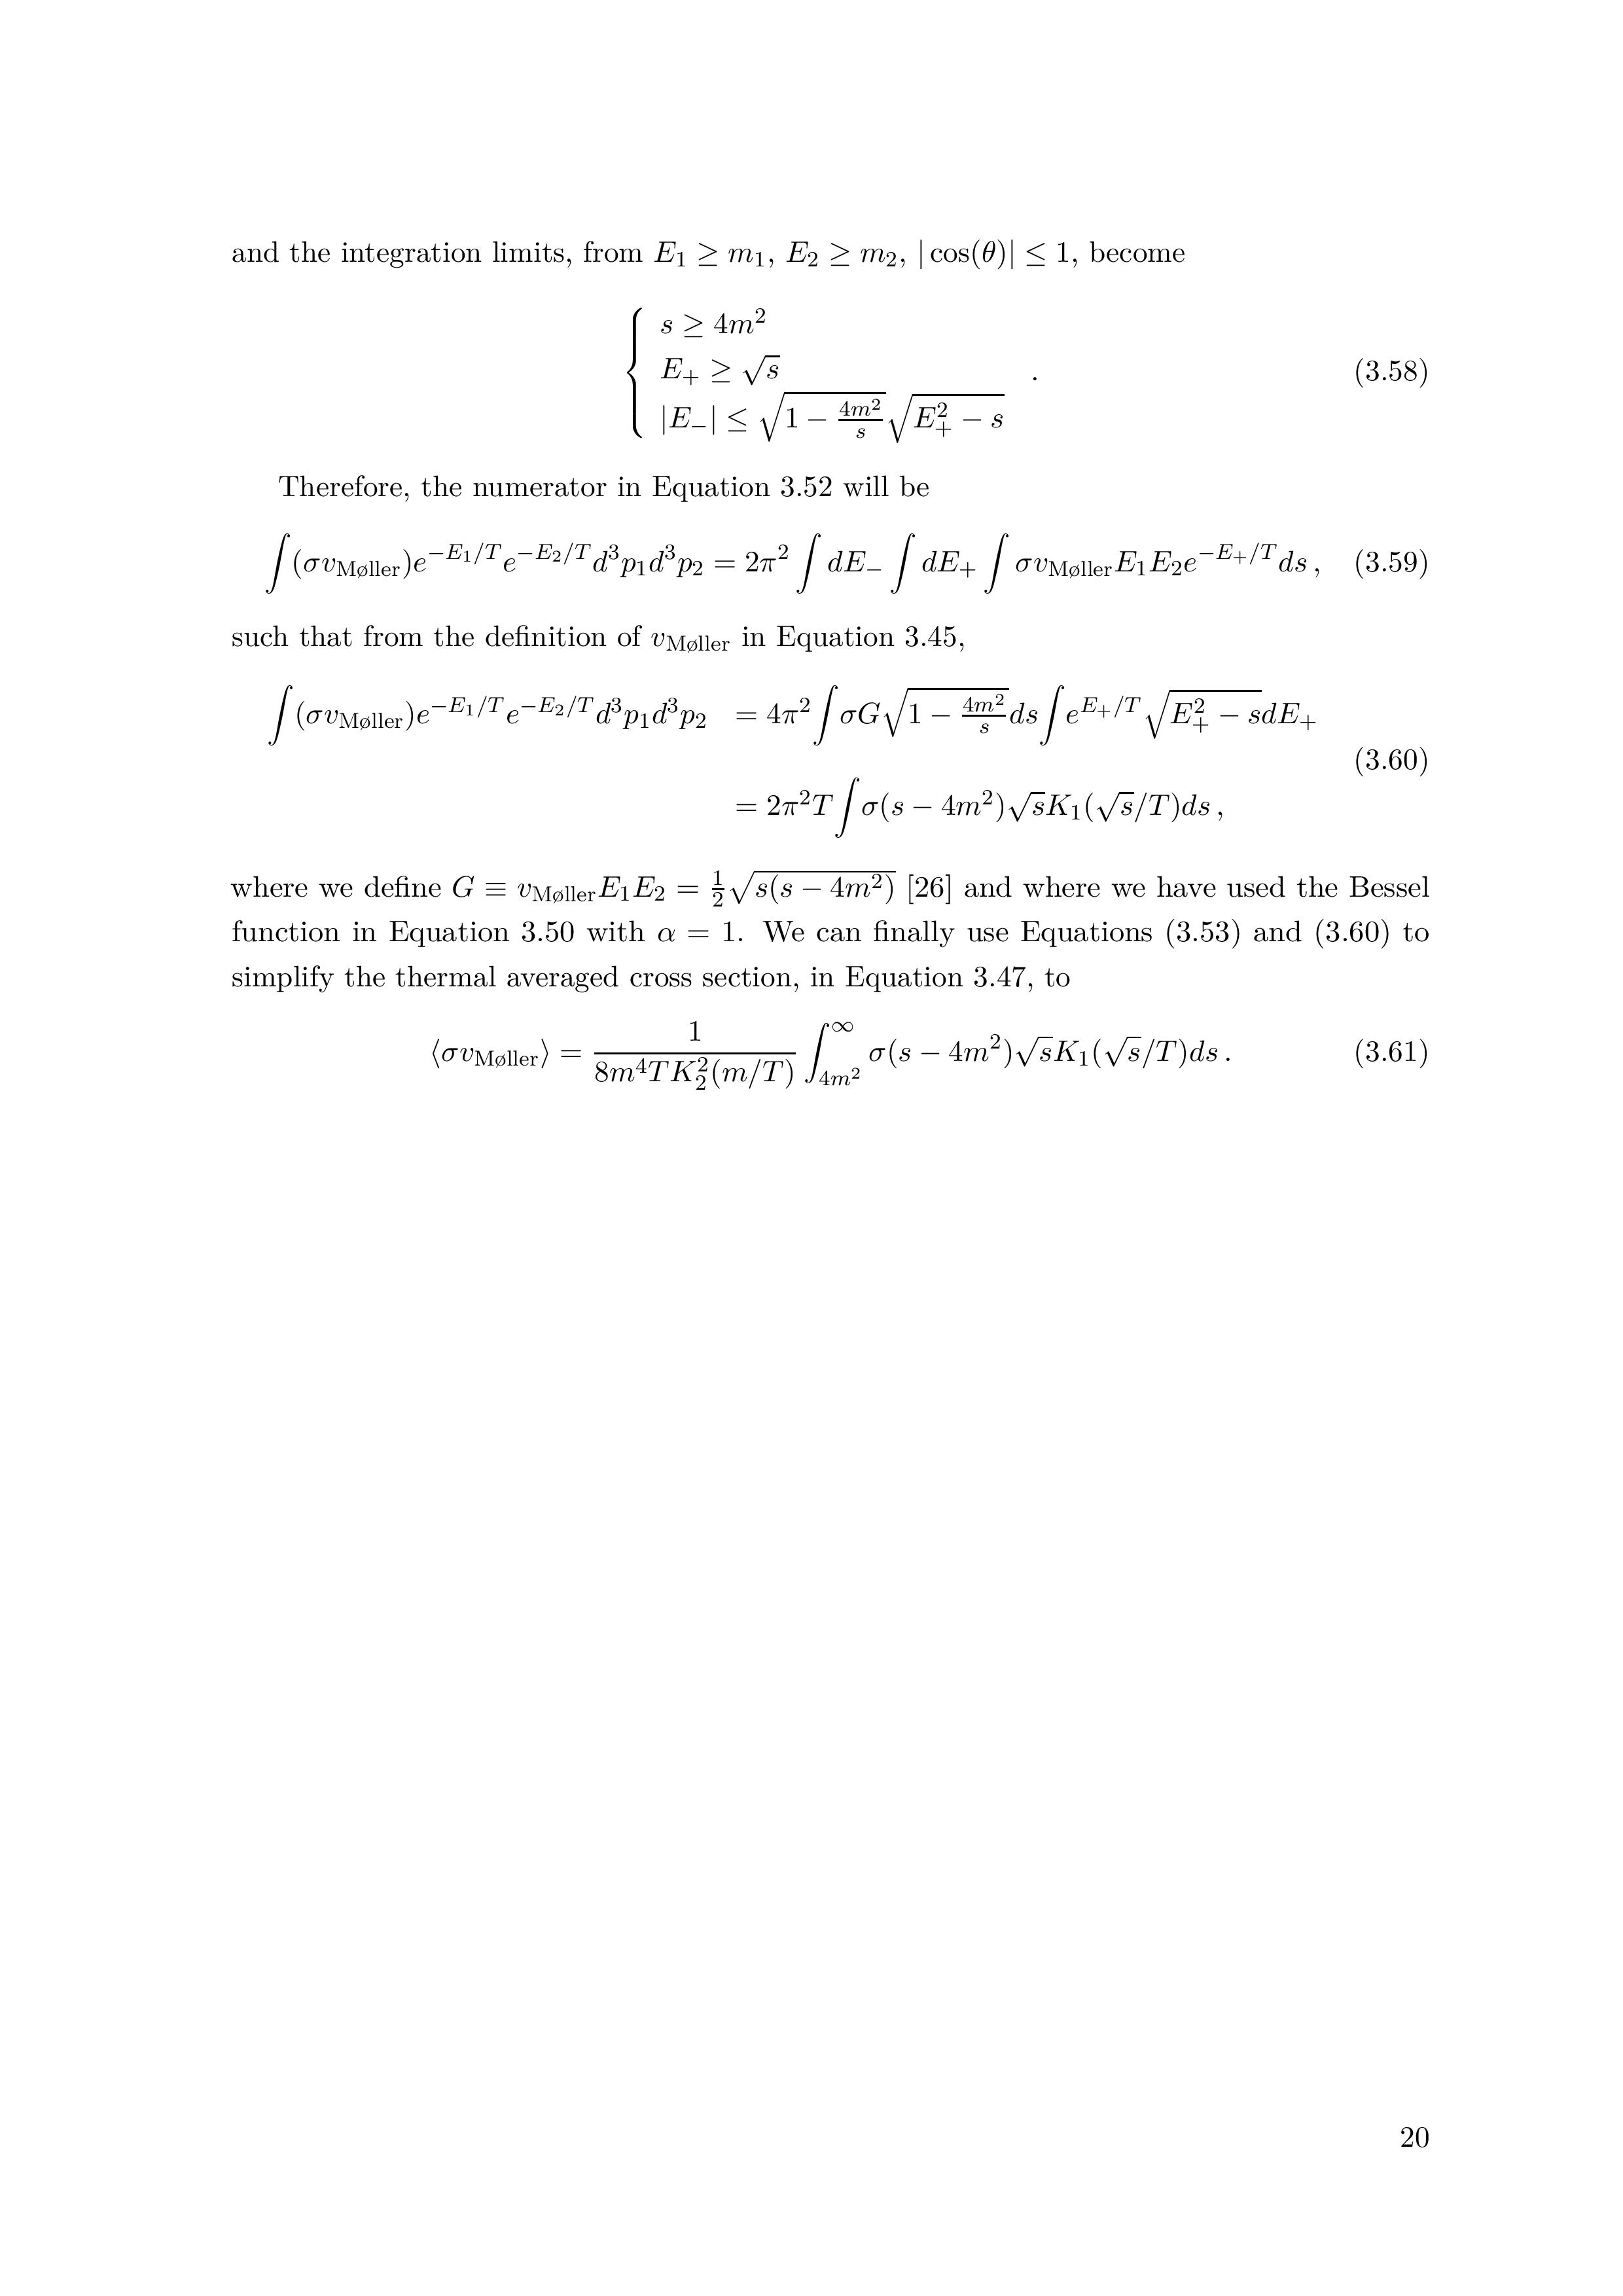 and the integration limits, from $E_1 \geq m_1$, $E_2 \geq m_2$, $|\cos(\theta)| \leq 1$, become
$$\begin{cases} s \geq 4m^2 \\ E_+ \geq \sqrt{s} \\ |E_-| \leq \sqrt{1 - \frac{4m^2}{s}}\sqrt{E_+^2 - s} \end{cases} . \quad (3.58)$$
Therefore, the numerator in Equation 3.52 will be
$$\int (\sigma v_{\text{Møller}})e^{-E_1/T}e^{-E_2/T}d^3p_1d^3p_2 = 2\pi^2 \int dE_- \int dE_+ \int \sigma v_{\text{Møller}}E_1E_2e^{-E_+/T}ds\,, \quad (3.59)$$
such that from the definition of $v_{\text{Møller}}$ in Equation 3.45,
$$\int (\sigma v_{\text{Møller}})e^{-E_1/T}e^{-E_2/T}d^3p_1d^3p_2 = 4\pi^2 \int \sigma G\sqrt{1 - \tfrac{4m^2}{s}}ds \int e^{E_+/T}\sqrt{E_+^2 - s}dE_+$$
$$= 2\pi^2T \int \sigma(s - 4m^2)\sqrt{s}K_1(\sqrt{s}/T)ds\,, \quad (3.60)$$
where we define $G \equiv v_{\text{Møller}}E_1E_2 = \frac{1}{2}\sqrt{s(s - 4m^2)}$ [26] and where we have used the Bessel
function in Equation 3.50 with $\alpha = 1$. We can finally use Equations (3.53) and (3.60) to
simplify the thermal averaged cross section, in Equation 3.47, to
$$\langle \sigma v_{\text{Møller}} \rangle = \frac{1}{8m^4TK_2^2(m/T)} \int_{4m^2}^{\infty} \sigma(s - 4m^2)\sqrt{s}K_1(\sqrt{s}/T)ds\,. \quad (3.61)$$
20